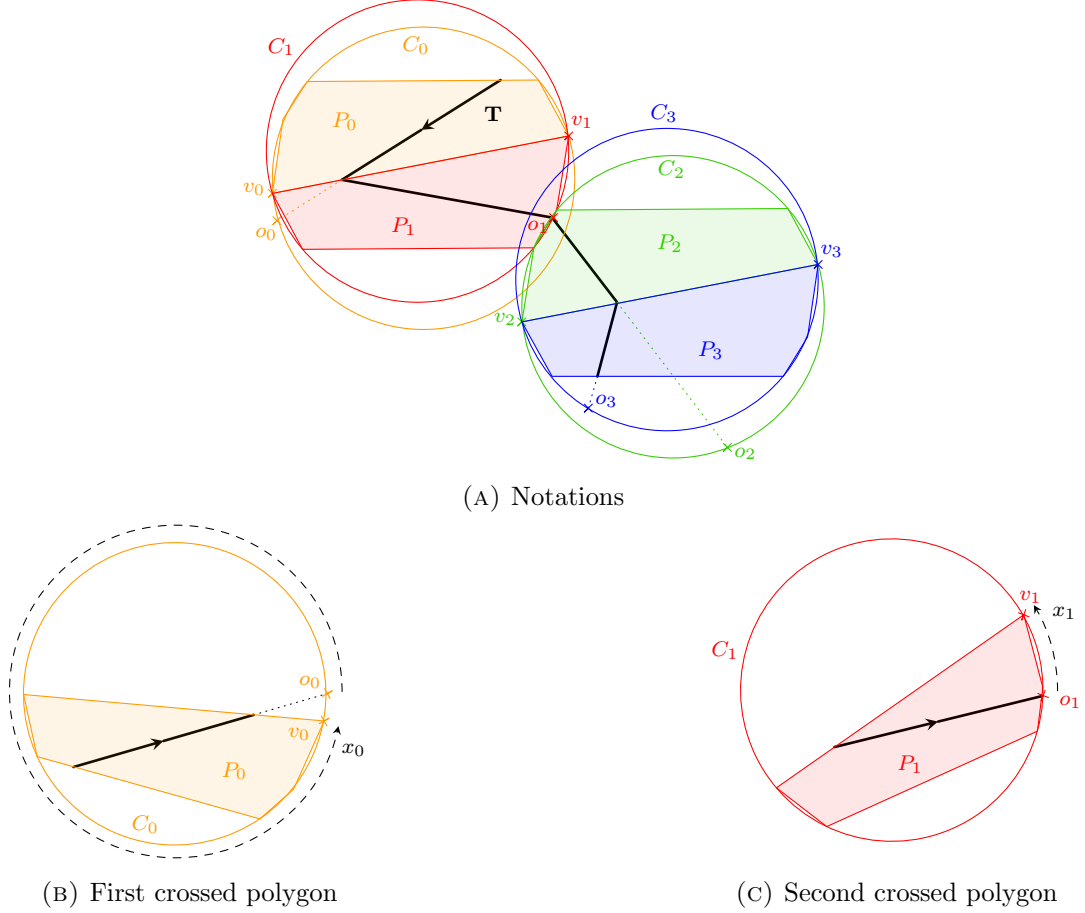 C₁
C₀
P₀
T
v₁
C₃
v₀
o₀
P₁
o₁
C₂
P₂
v₃
v₂
P₃
o₃
o₂
(A) Notations
o₀
v₀
x₀
P₀
C₀
v₁
x₁
C₁
o₁
P₁
(B) First crossed polygon
(C) Second crossed polygon